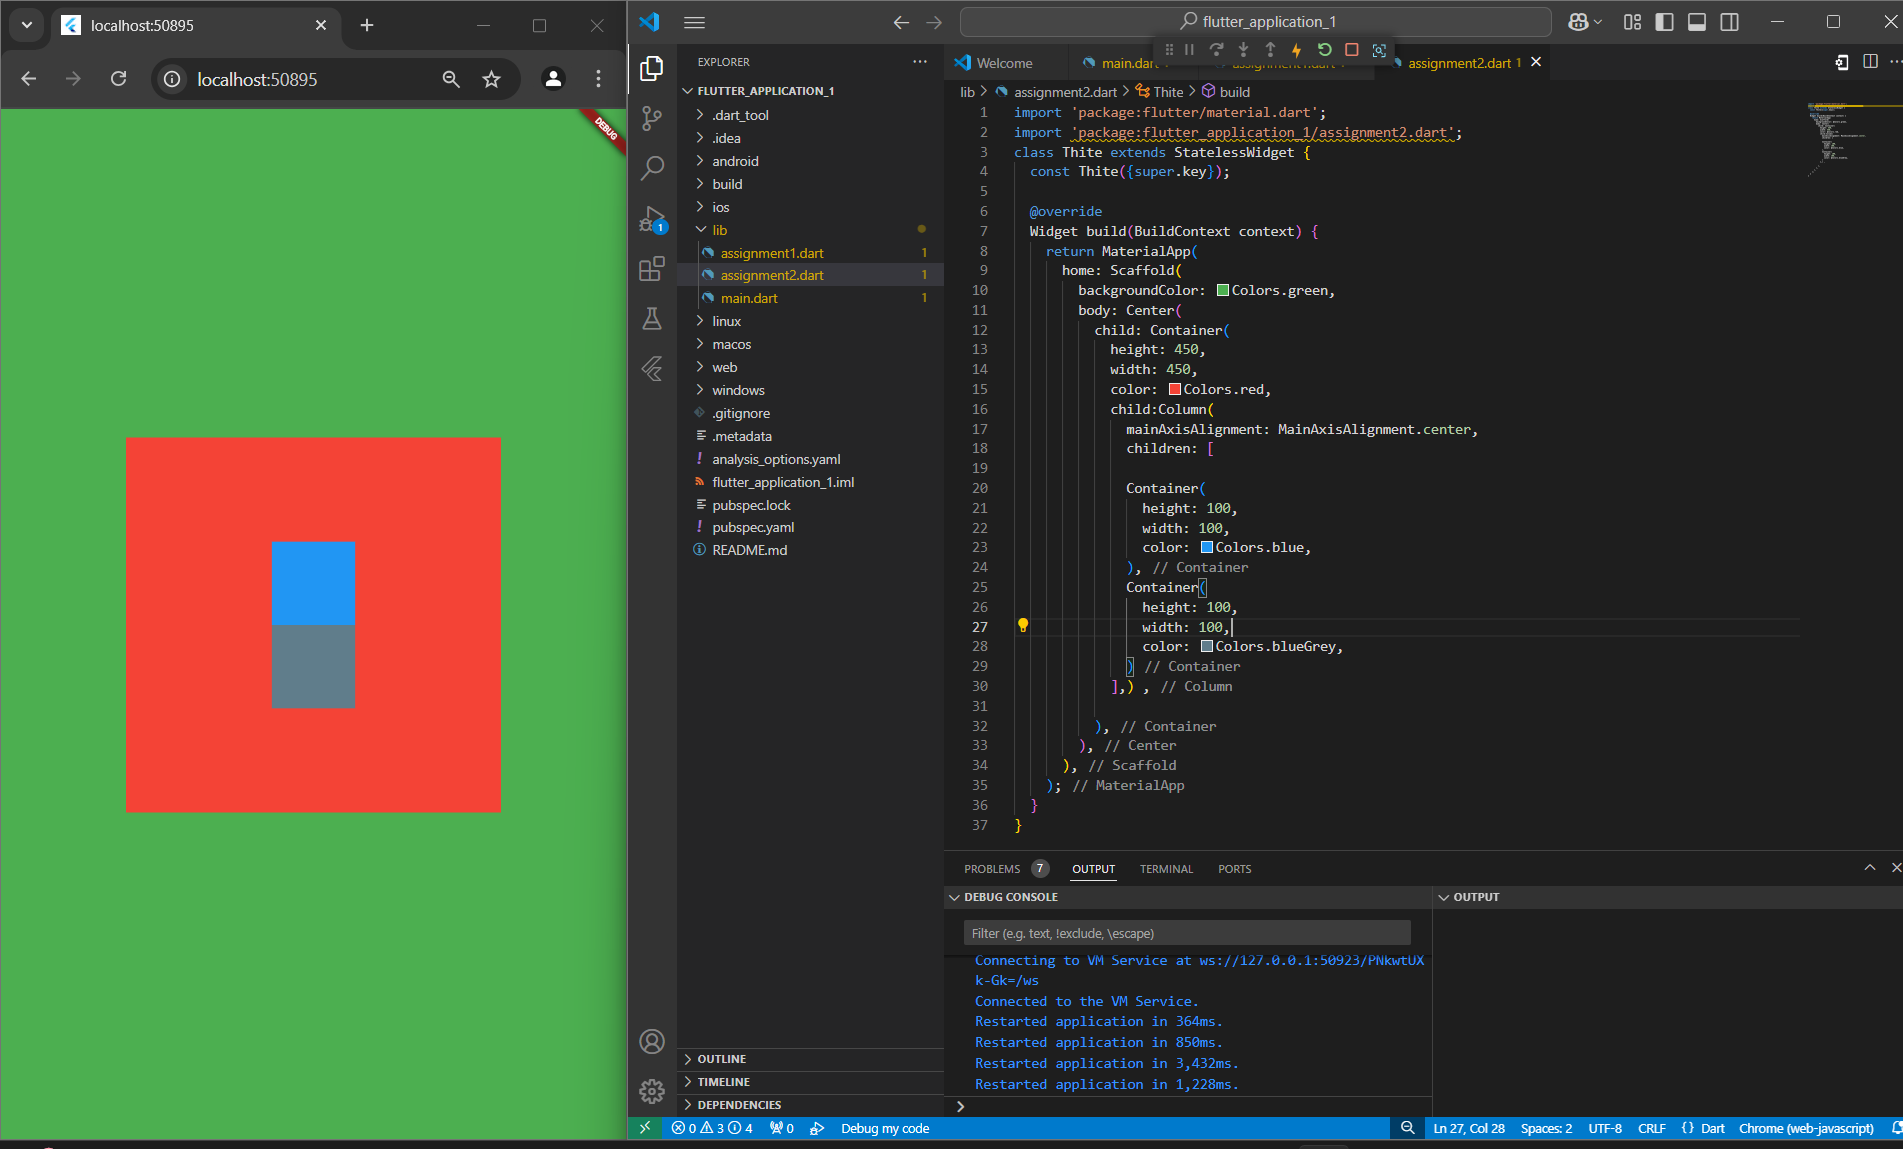 localhost:50895
localhost:50895
DEBUG
flutter_application_1
EXPLORER
FLUTTER_APPLICATION_1
.dart_tool
.idea
android
build
ios
lib
assignment1.dart 1
assignment2.dart 1
main.dart 1
linux
macos
web
windows
.gitignore
.metadata
analysis_options.yaml
flutter_application_1.iml
pubspec.lock
pubspec.yaml
README.md
OUTLINE
TIMELINE
DEPENDENCIES
1
Welcome
main.dart
assignment2.dart 1
lib > assignment2.dart > Thite > build
1 import 'package:flutter/material.dart';
2 import 'package:flutter_application_1/assignment2.dart';
3 class Thite extends StatelessWidget {
4 const Thite({super.key});
5
6 @override
7 Widget build(BuildContext context) {
8 return MaterialApp(
9 home: Scaffold(
10 backgroundColor: Colors.green,
11 body: Center(
12 child: Container(
13 height: 450,
14 width: 450,
15 color: Colors.red,
16 child:Column(
17 mainAxisAlignment: MainAxisAlignment.center,
18 children: [
19
20 Container(
21 height: 100,
22 width: 100,
23 color: Colors.blue,
24 ), // Container
25 Container(
26 height: 100,
27 width: 100,
28 color: Colors.blueGrey,
29 ) // Container
30 ],) , // Column
31
32 ), // Container
33 ), // Center
34 ), // Scaffold
35 ); // MaterialApp
36 }
37 }
PROBLEMS 7 OUTPUT TERMINAL PORTS
DEBUG CONSOLE
Filter (e.g. text, !exclude, \escape)
Connecting to VM Service at ws://127.0.0.1:50923/PNkwtUX
k-Gk=/ws
Connected to the VM Service.
Restarted application in 364ms.
Restarted application in 850ms.
Restarted application in 3,432ms.
Restarted application in 1,228ms.
OUTPUT
0 3 4 0 Debug my code Ln 27, Col 28 Spaces: 2 UTF-8 CRLF {} Dart Chrome (web-javascript)